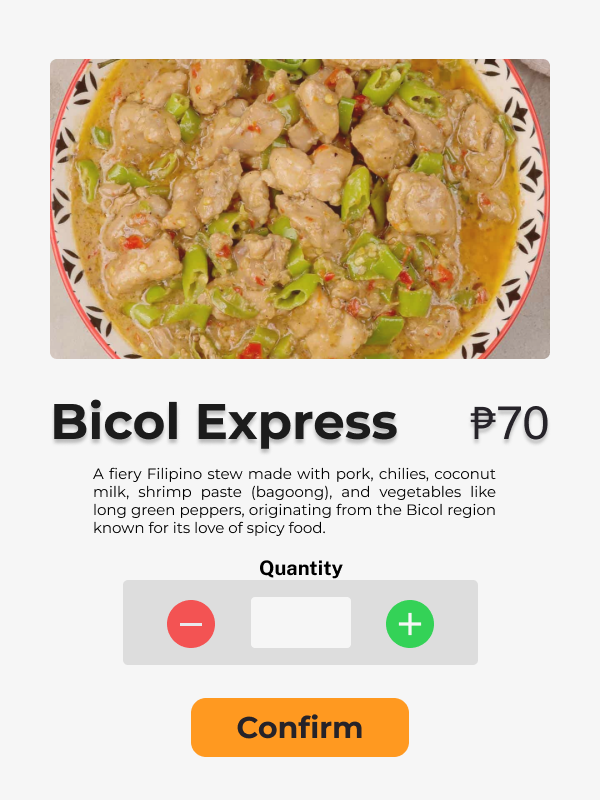 Bicol Express
₱70
A fiery Filipino stew made with pork, chilies, coconut
milk, shrimp paste (bagoong), and vegetables like
long green peppers, originating from the Bicol region
known for its love of spicy food.
Quantity
Confirm